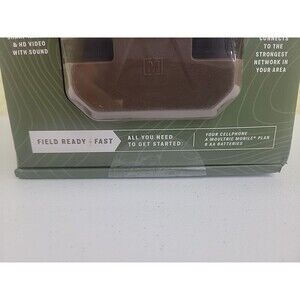 & HD VIDEO
WITH SOUND
CONNECTS
TO THE
STRONGEST
NETWORK IN
YOUR AREA
M
FIELD READY - FAST
ALL YOU NEED
TO GET STARTED:
YOUR CELLPHONE
A MOULTRIE MOBILE® PLAN
8 AA BATTERIES